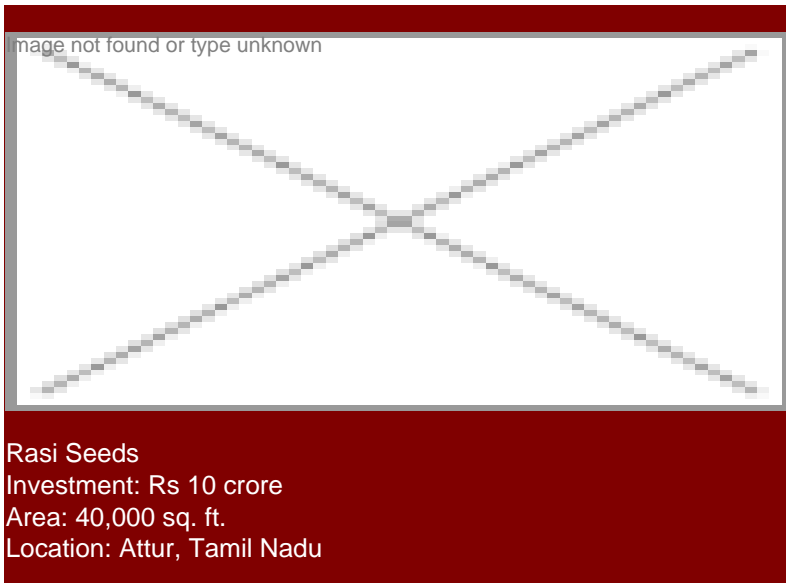 Image not found or type unknown
Rasi Seeds
Investment: Rs 10 crore
Area: 40,000 sq. ft.
Location: Attur, Tamil Nadu